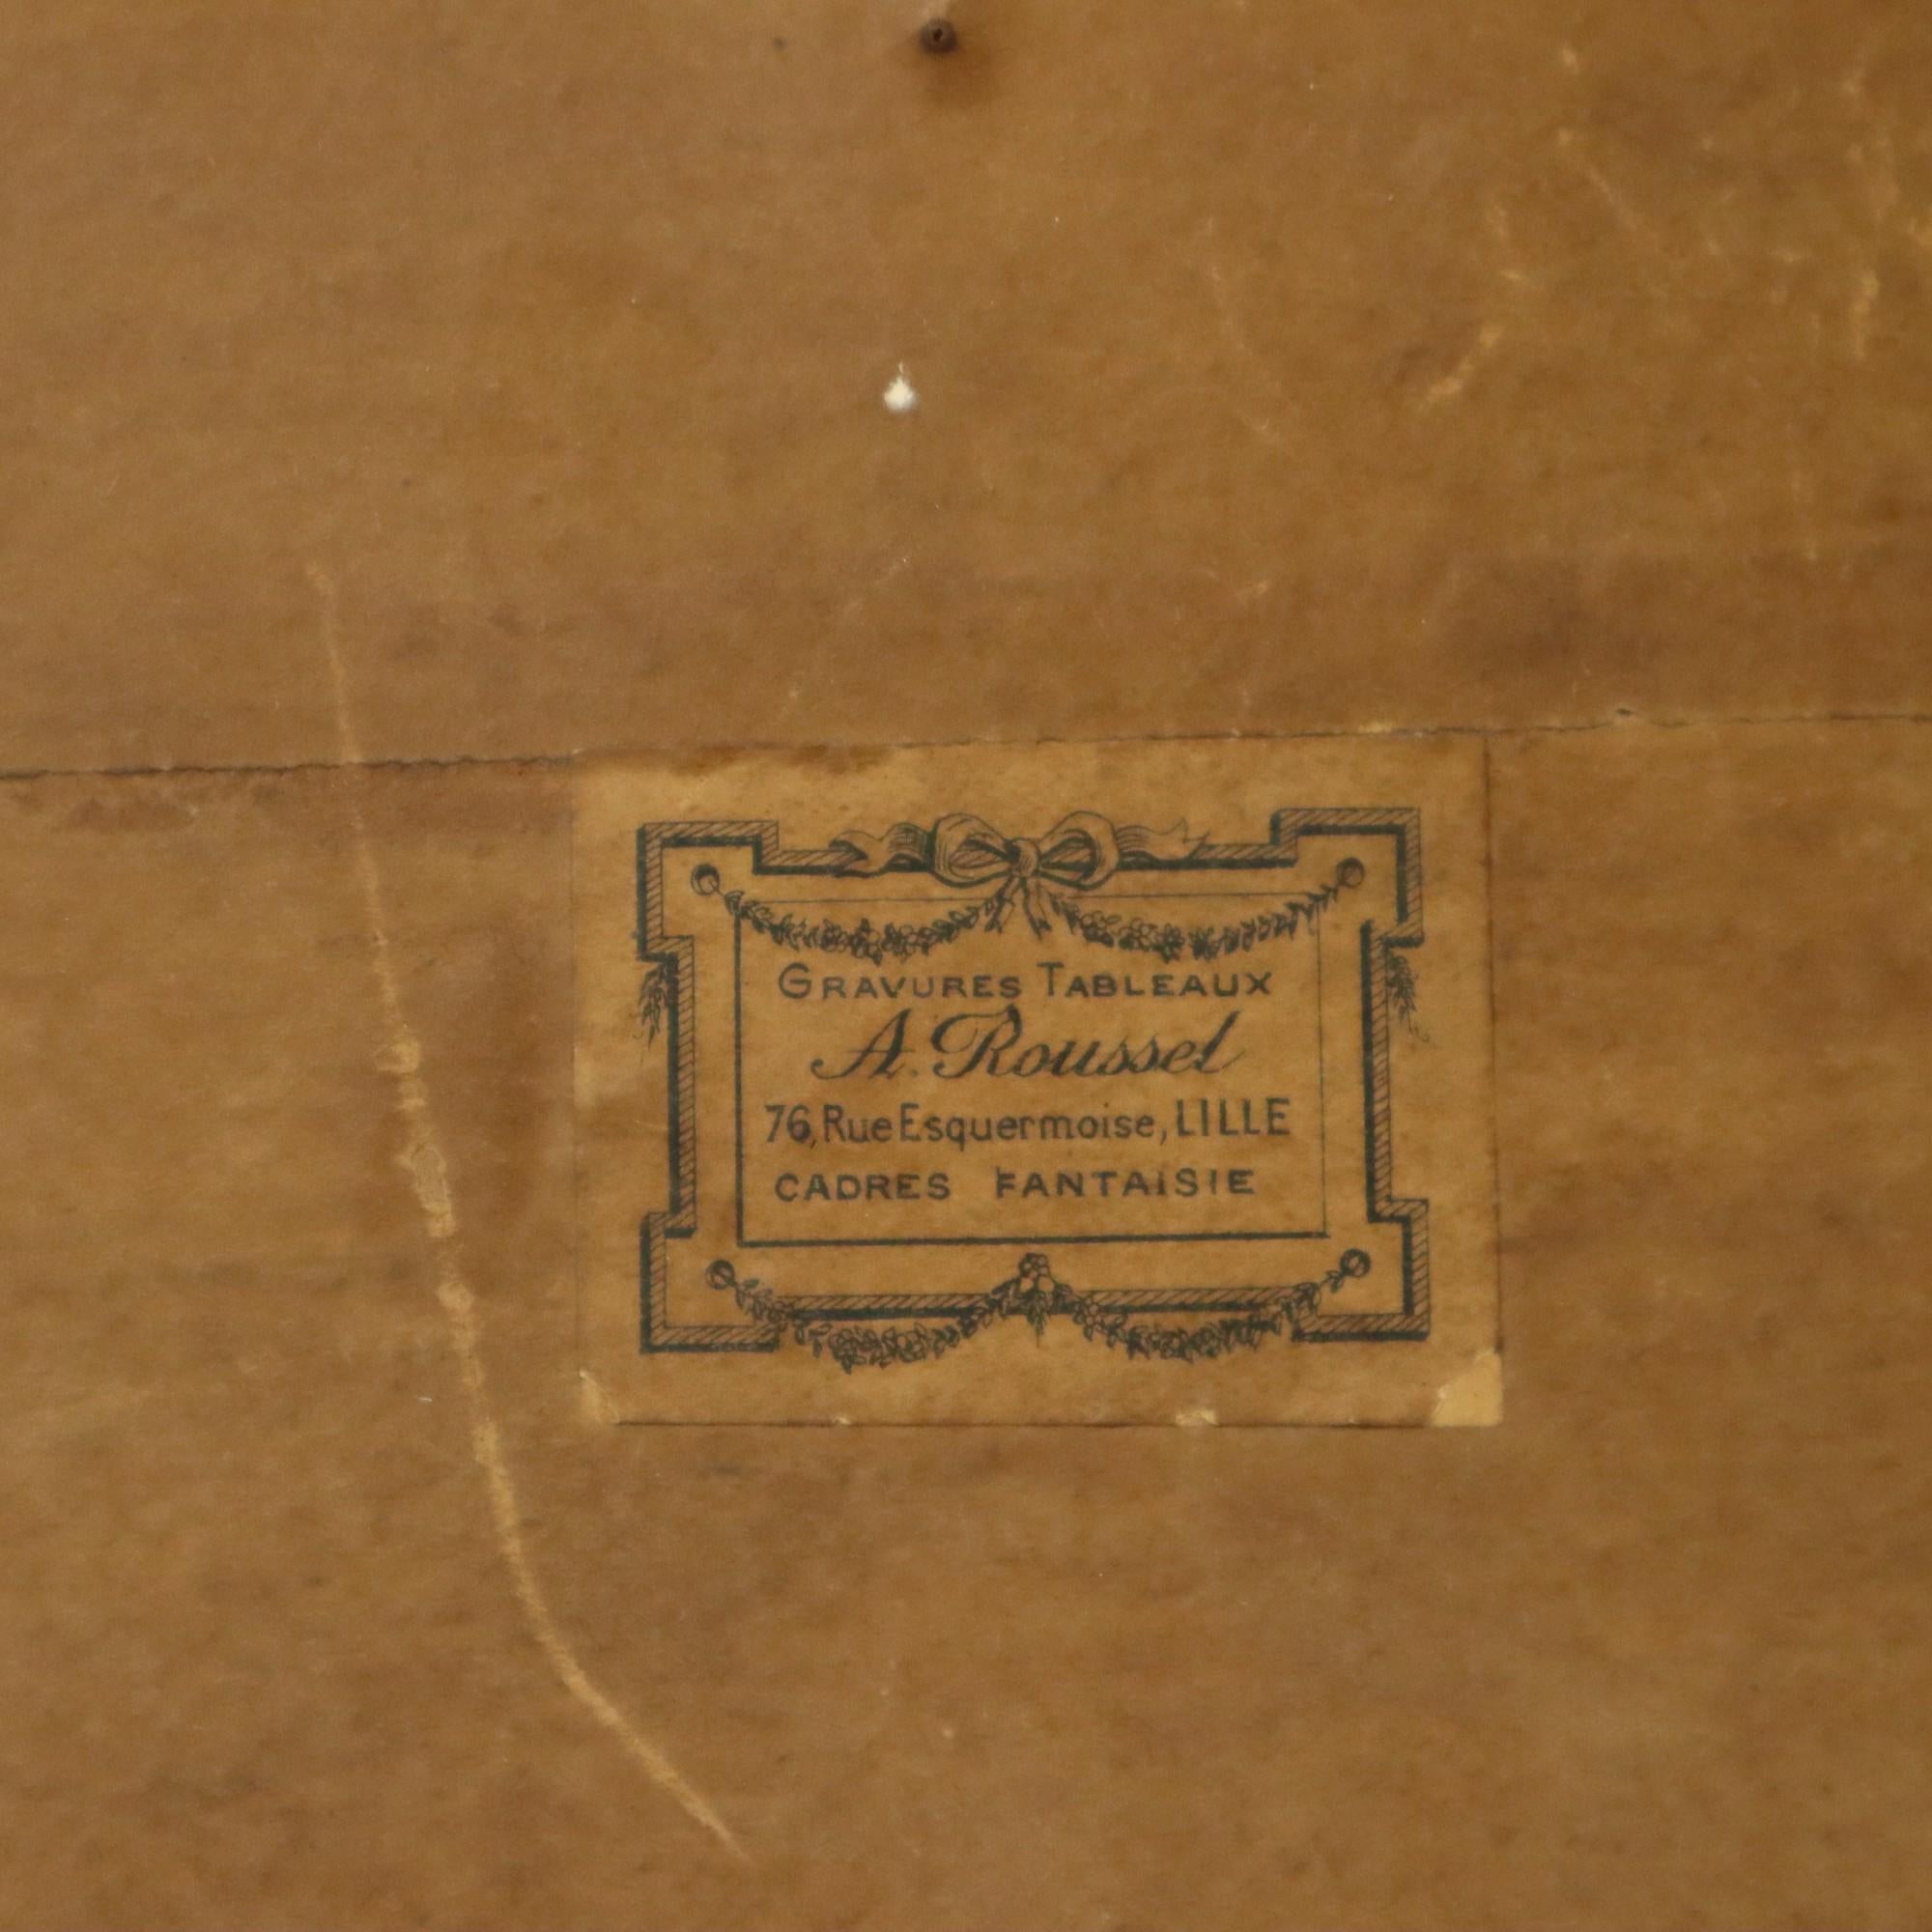 GRAVURES TABLEAUX
A. Roussel
76, Rue Esquermoise, LILLE
CADRES FANTAISIE